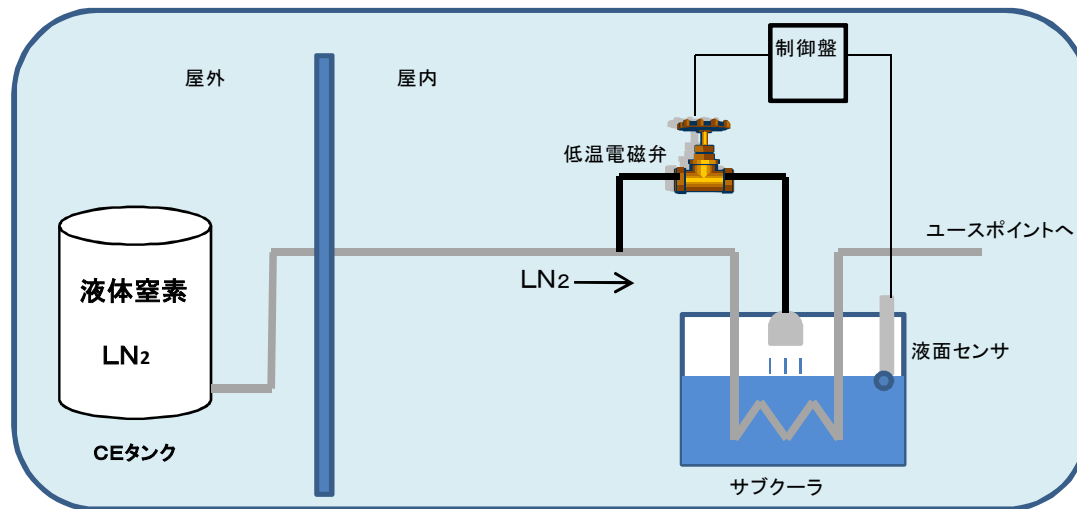 制御盤
屋外
屋内
低温電磁弁
ユースポイントへ
液体窒素
LN2
LN2
液面センサ
CEタンク
サブクーラ